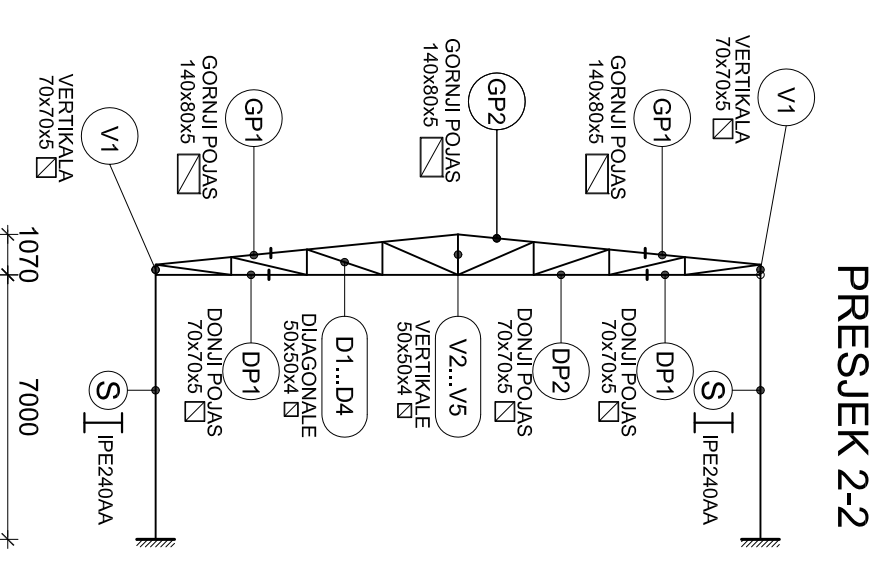 PRESJEK 2-2
V1
VERTIKALA
70x70x5
GP1
GORNJI POJAS
140x80x5
GP2
GORNJI POJAS
140x80x5
GP1
GORNJI POJAS
140x80x5
V1
VERTIKALA
70x70x5
1070
7000
DP1
DONJI POJAS
70x70x5
D1...D4
DIJAGONALE
50x50x4
V2...V5
VERTIKALE
50x50x4
DP2
DONJI POJAS
70x70x5
DP1
DONJI POJAS
70x70x5
S
IPE240AA
S
IPE240AA